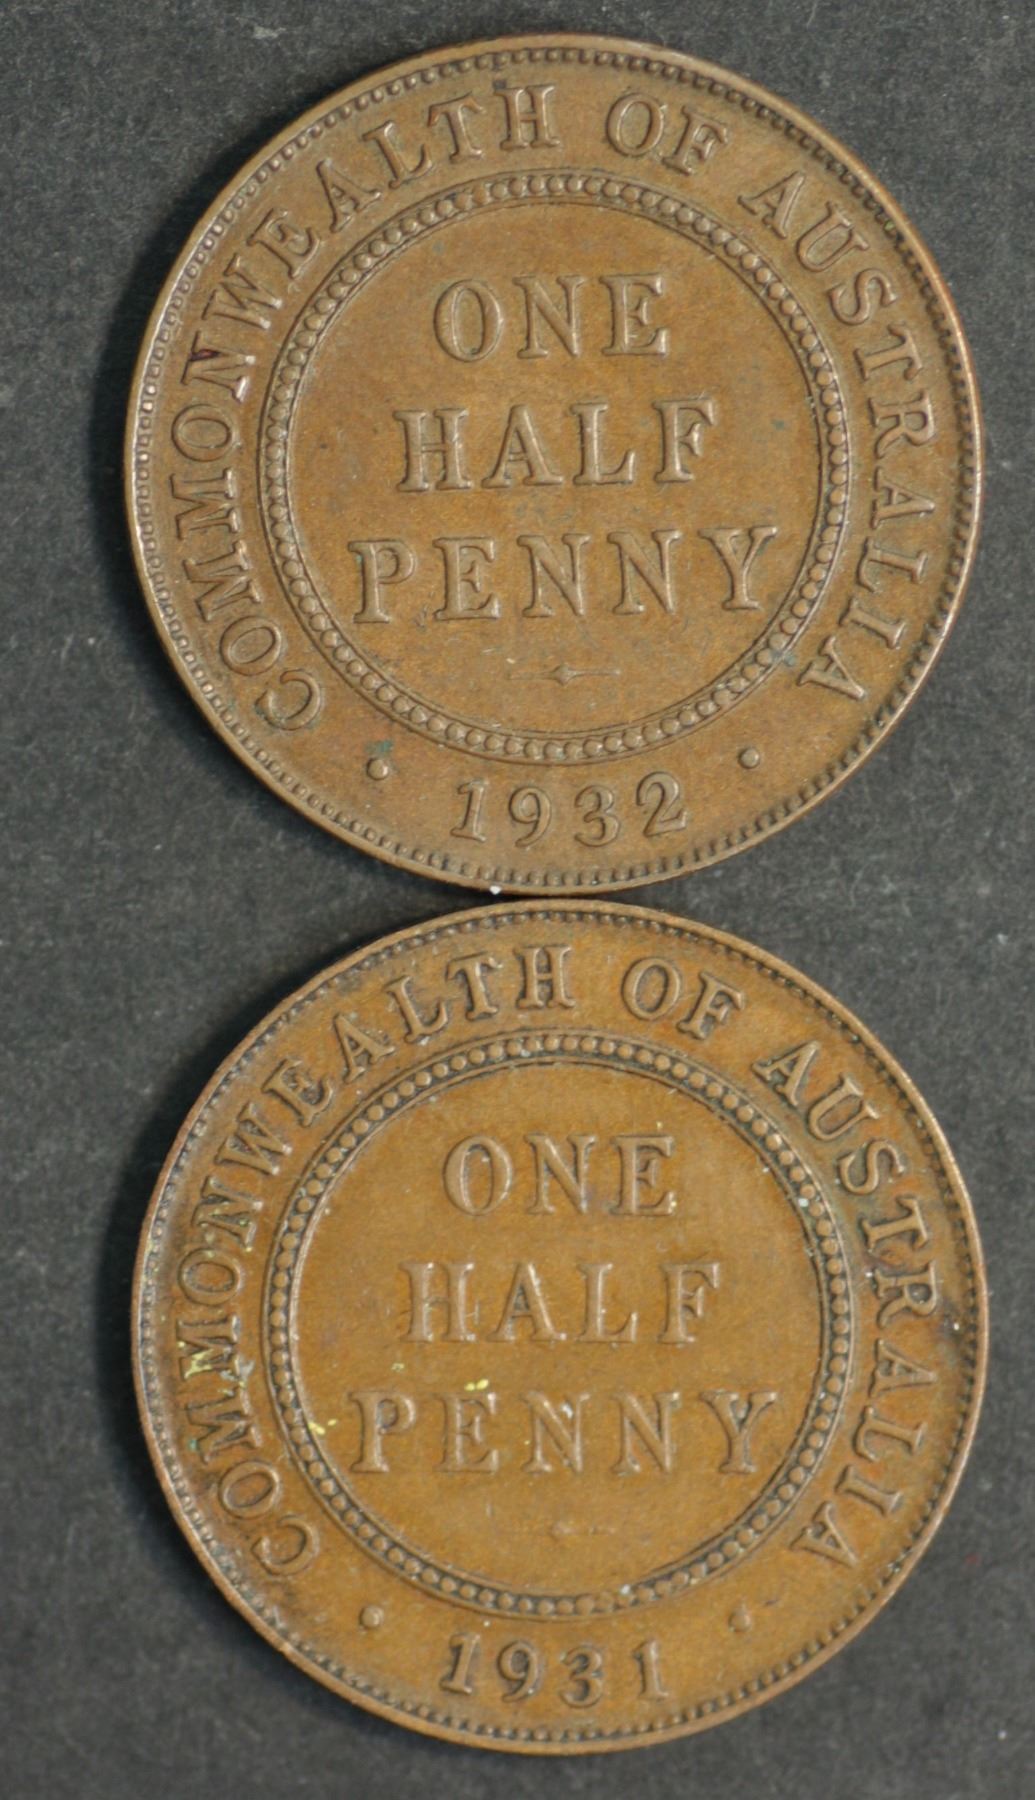 COMMONWEALTH OF AUSTRALIA
ONE
HALF
PENNY
1932
COMMONWEALTH OF AUSTRALIA
ONE
HALF
PENNY
1931